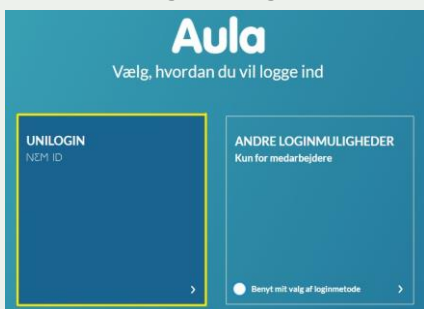 Aula
Vælg, hvordan du vil logge ind
UNILOGIN
NEM ID
ANDRE LOGINMULIGHEDER
Kun for medarbejdere
Benyt mit valg af loginmetode